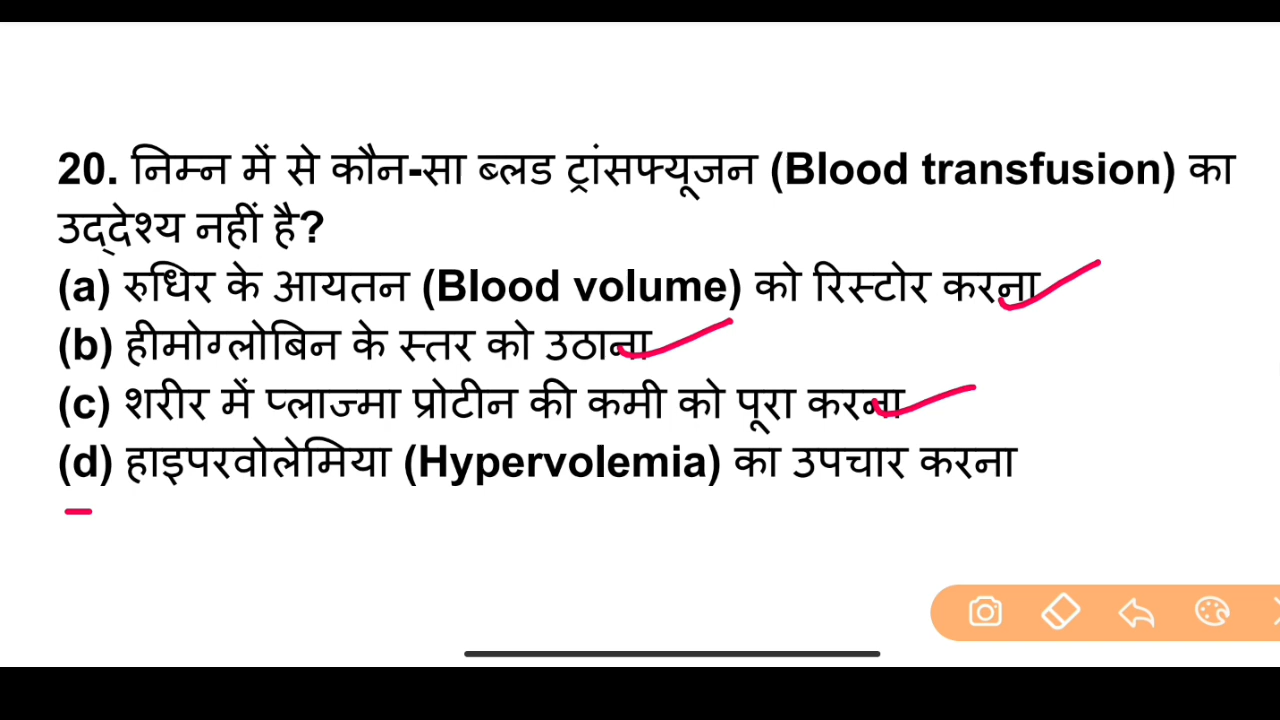 20. निम्न में से कौन-सा ब्लड ट्रांसफ्यूजन (Blood transfusion) का
उद्देश्य नहीं है?
(a) रुधिर के आयतन (Blood volume) को रिस्टोर करना
(b) हीमोग्लोबिन के स्तर को उठाना
(c) शरीर में प्लाज्मा प्रोटीन की कमी को पूरा करना
(d) हाइपरवोलेमिया (Hypervolemia) का उपचार करना